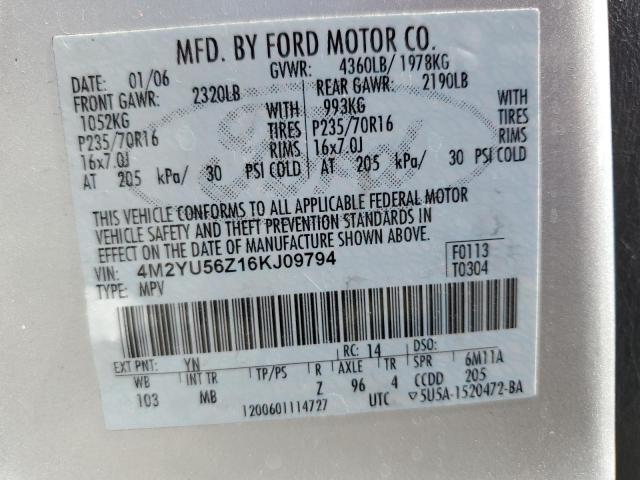 MFD. BY FORD MOTOR CO.
DATE: 01/06 GVWR: 4360LB/ 1978KG
FRONT GAWR: 2320LB REAR GAWR: 2190LB
1052KG WITH 993KG WITH
P235/70R16 TIRES P235/70R16 TIRES
16x7.0J RIMS 16x7.0J RIMS
AT 205 kPa/ 30 PSI COLD AT 205 kPa/ 30 PSI COLD
THIS VEHICLE CONFORMS TO ALL APPLICABLE FEDERAL MOTOR
VEHICLE SAFETY AND THEFT PREVENTION STANDARDS IN
EFFECT ON THE DATE OF MANUFACTURE SHOWN ABOVE.
VIN: 4M2YU56Z16KJ09794 F0113
TYPE: MPV T0304
EXT PNT: YN RC: 14 DSO:
WB INT TR TP/PS R AXLE TR SPR 6M11A
103 MB Z 96 4 CCDD 205
1200601114727 UTC ▽5U5A-1520472-BA
Ford